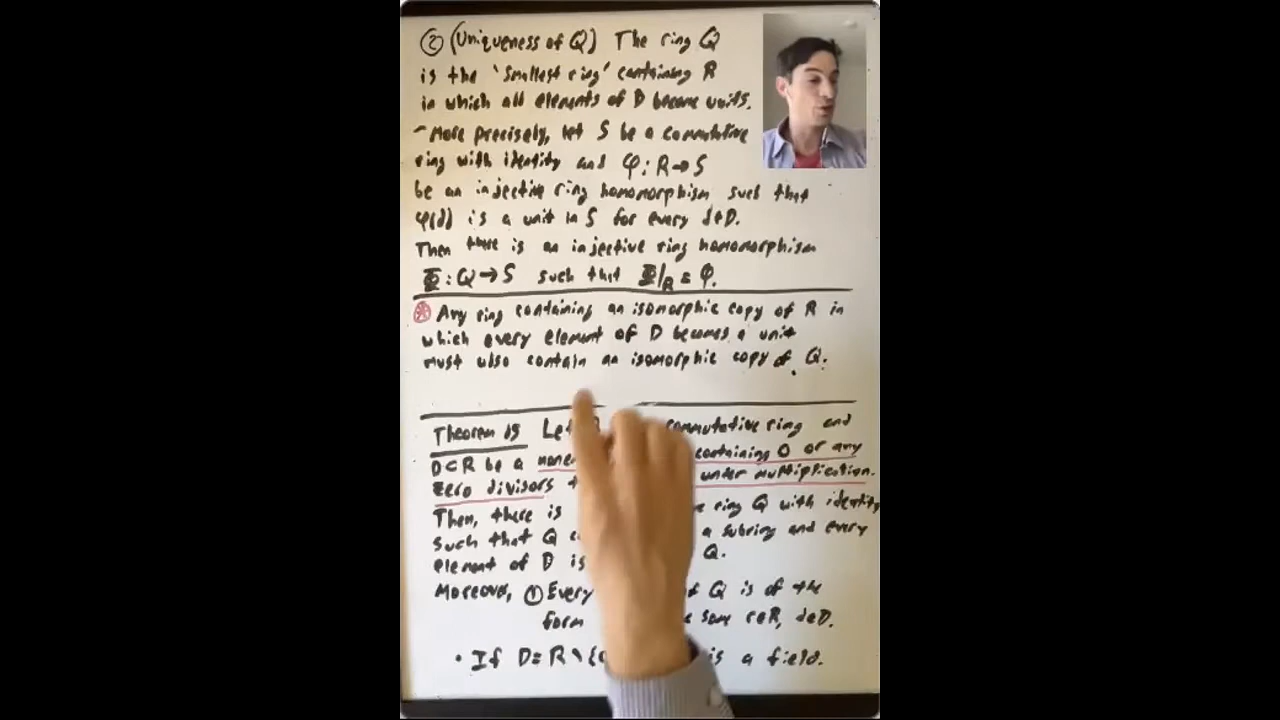 ② (Uniqueness of Q) The ring Q
is the 'smallest ring' containing R
in which all elements of D become units.
- More precisely, let S be a commutative
ring with identity and φ: R→S
be an injective ring homomorphism such that
φ(d) is a unit in S for every d∈D.
Then there is an injective ring homomorphism
Φ: Q→S such that Φ|R = φ.
⊛ Any ring containing an isomorphic copy of R in
which every element of D becomes a unit
must also contain an isomorphic copy of Q.
Theorem 15 Let commutative ring and
D⊂R be a containing 0 or any
zero divisors under multiplication.
Then, there is ring Q with identity
such that Q a subring and every
element of D is Q.
Moreover, ① Every Q is of the
form some r∈R, d∈D.
• If D = R \ { is a field.